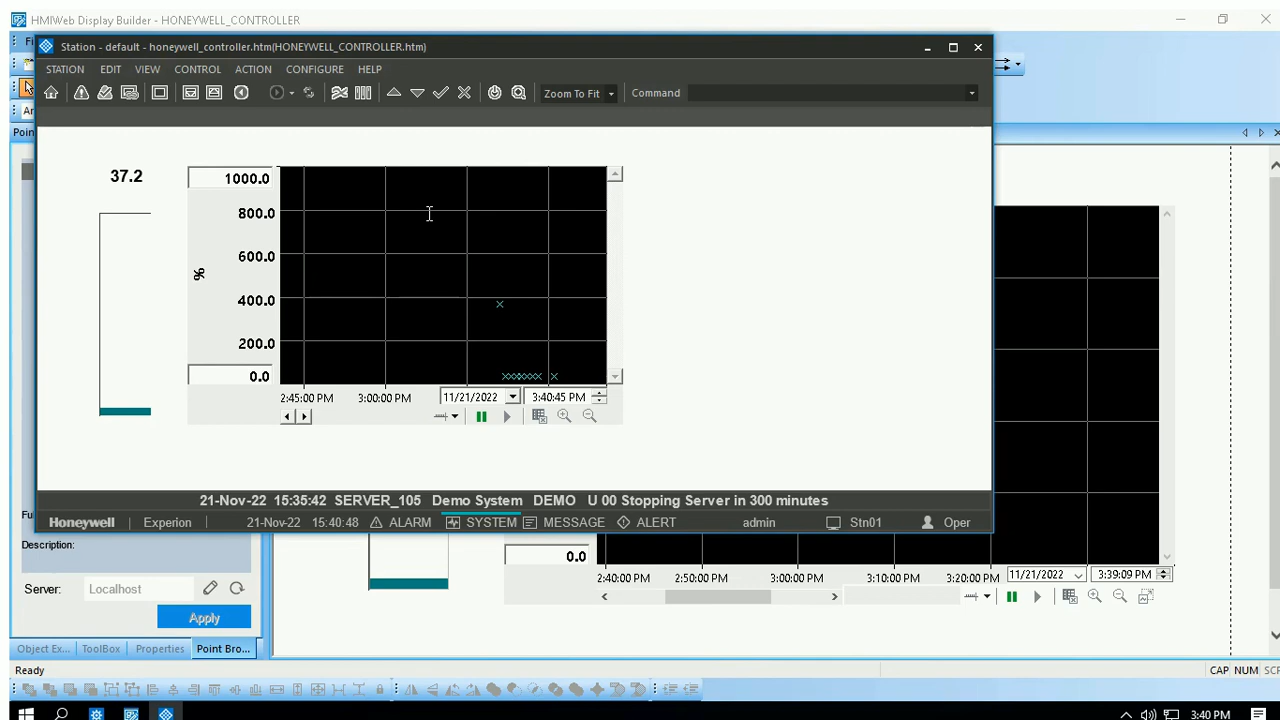 HMIWeb Display Builder - HONEYWELL_CONTROLLER
Station - default - honeywell_controller.htm(HONEYWELL_CONTROLLER.htm)
STATION EDIT VIEW CONTROL ACTION CONFIGURE HELP
Zoom To Fit Command
37.2
1000.0
800.0
600.0
%
400.0
200.0
0.0
2:45:00 PM 3:00:00 PM 11/21/2022 3:40:45 PM
21-Nov-22 15:35:42 SERVER_105 Demo System DEMO U 00 Stopping Server in 300 minutes
Honeywell Experion 21-Nov-22 15:40:48 ALARM SYSTEM MESSAGE ALERT admin Stn01 Oper
Description:
0.0
2:40:00 PM 2:50:00 PM 3:00:00 PM 3:10:00 PM 3:20:00 PM 11/21/2022 3:39:09 PM
Server: Localhost
Apply
Object Ex... ToolBox Properties Point Bro...
Ready CAP NUM
3:40 PM